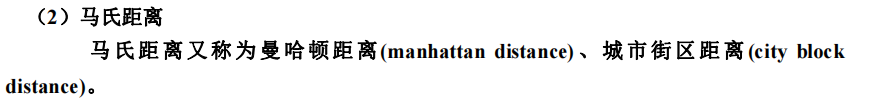 （2）马氏距离
马氏距离又称为曼哈顿距离(manhattan distance)、城市街区距离(city block
distance)。